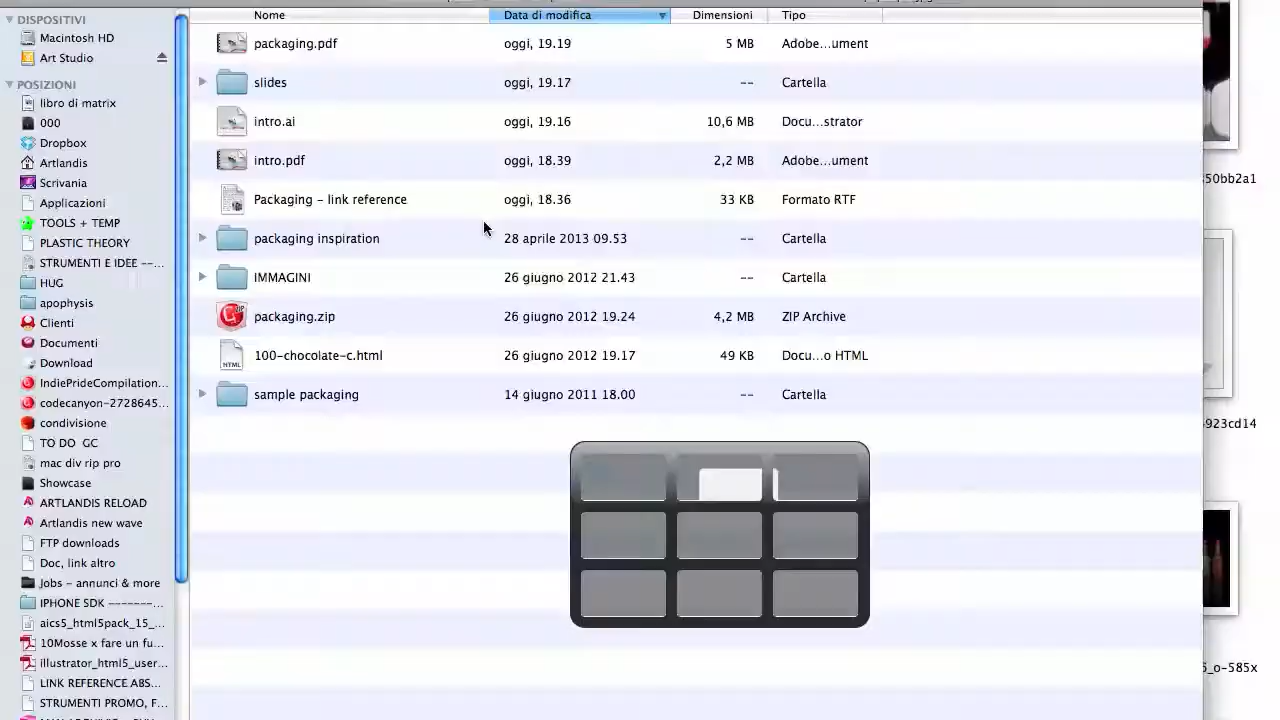 DISPOSITIVI
Macintosh HD
Art Studio
POSIZIONI
libro di matrix
000
Dropbox
Artlandis
Scrivania
Applicazioni
TOOLS + TEMP
PLASTIC THEORY
STRUMENTI E IDEE --...
HUG
apophysis
Clienti
Documenti
Download
IndiePrideCompilation...
codecanyon-2728645...
condivisione
TO DO GC
mac div rip pro
Showcase
ARTLANDIS RELOAD
Artlandis new wave
FTP downloads
Doc, link altro
Jobs - annunci & more
IPHONE SDK -------...
aics5_html5pack_15_...
10Mosse x fare un fu...
illustrator_html5_user...
LINK REFERENCE ABS...
STRUMENTI PROMO, F...
Nome Data di modifica Dimensioni Tipo
packaging.pdf oggi, 19.19 5 MB Adobe...ument
slides oggi, 19.17 -- Cartella
intro.ai oggi, 19.16 10,6 MB Docu...strator
intro.pdf oggi, 18.39 2,2 MB Adobe...ument
Packaging - link reference oggi, 18.36 33 KB Formato RTF
packaging inspiration 28 aprile 2013 09.53 -- Cartella
IMMAGINI 26 giugno 2012 21.43 -- Cartella
packaging.zip 26 giugno 2012 19.24 4,2 MB ZIP Archive
100-chocolate-c.html 26 giugno 2012 19.17 49 KB Docu...o HTML
sample packaging 14 giugno 2011 18.00 -- Cartella
ZIP
HTML
50bb2a1
923cd14
_o-585x